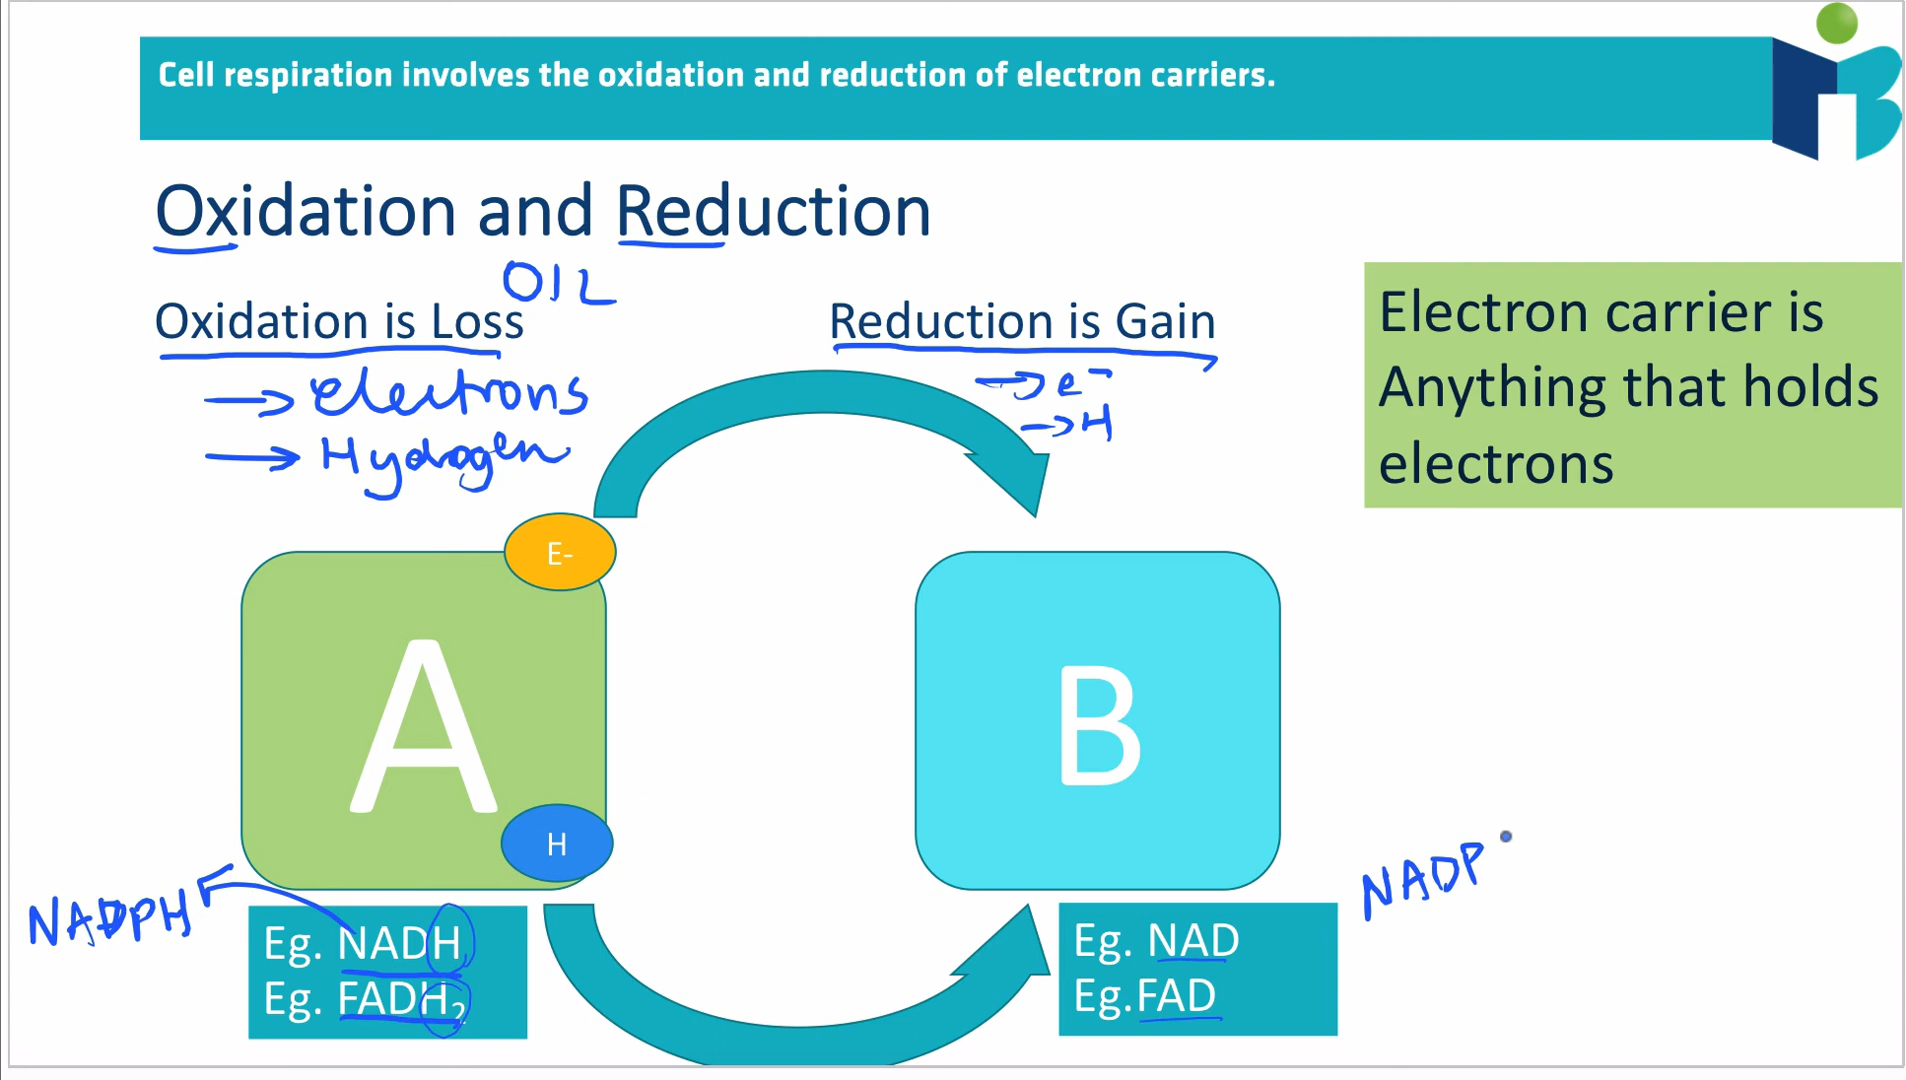 Cell respiration involves the oxidation and reduction of electron carriers.
Oxidation and Reduction
OIL
Oxidation is Loss
→ electrons
→ Hydrogen
Reduction is Gain
→ e⁻
→ H
Electron carrier is
Anything that holds
electrons
E-
A
H
B
NADPH
Eg. NADH
Eg. FADH₂
Eg. NAD
Eg.FAD
NADP